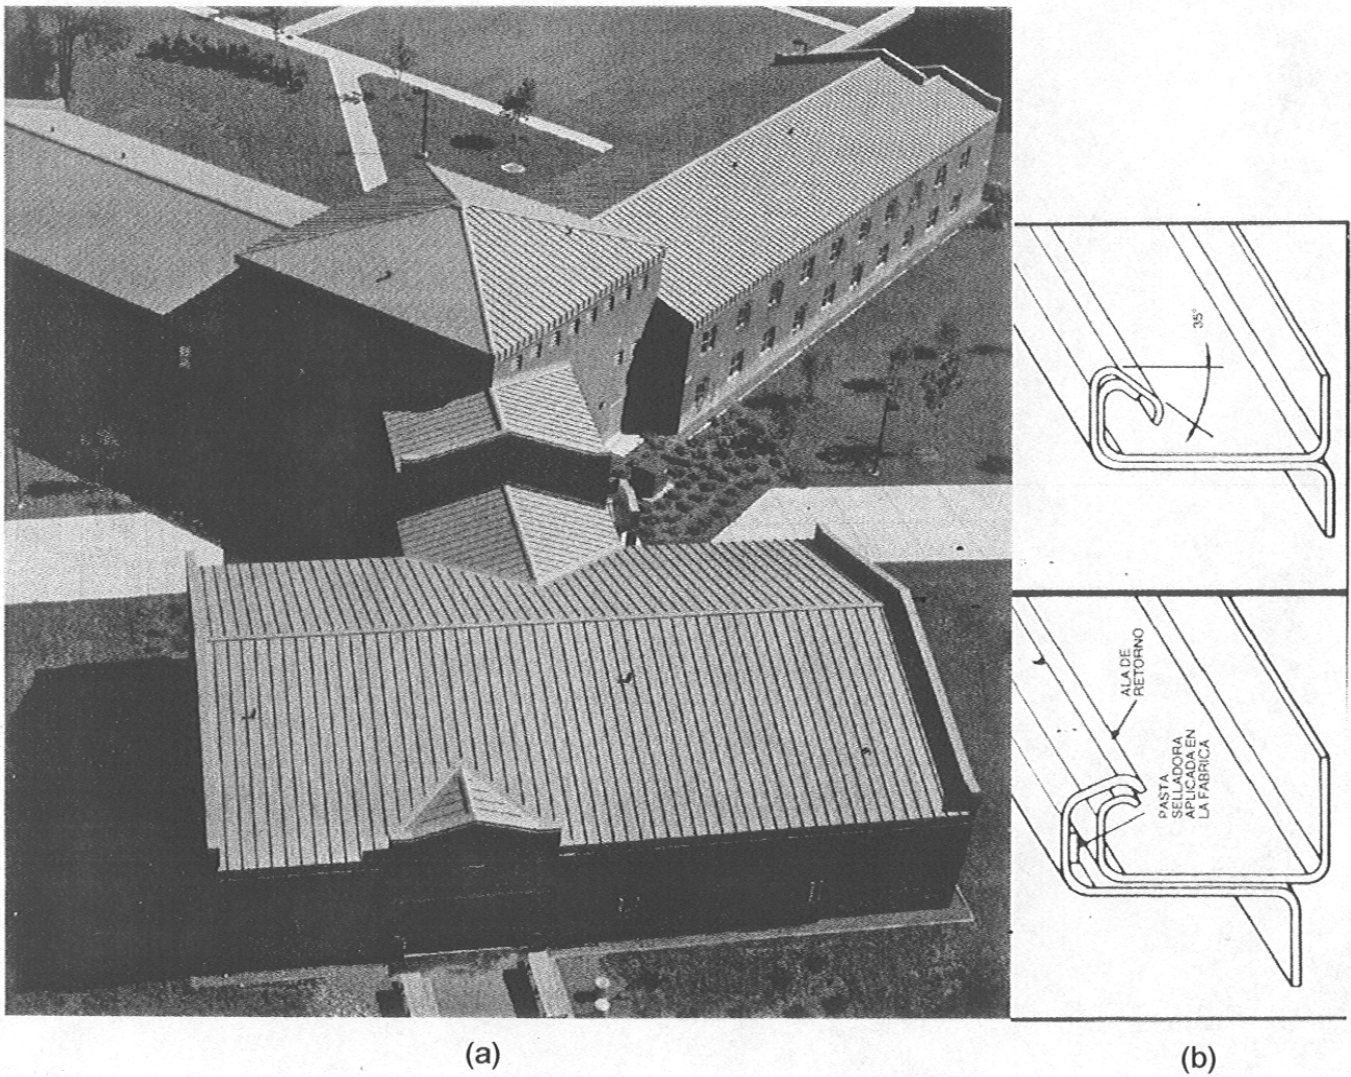 35°
ALA DE
RETORNO
PASTA
SELLADORA
APLICADA EN
LA FABRICA
(a)
(b)